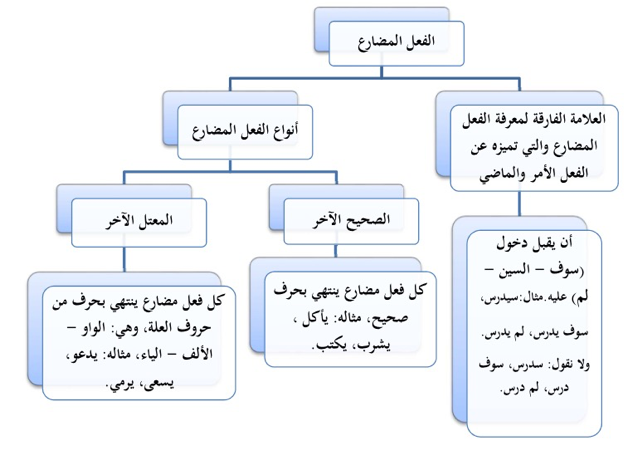 الفعل المضارع
العلامة الفارقة لمعرفة الفعل
المضارع والتي تميزه عن
الفعل الأمر والماضي
أن يقبل دخول
(سوف – السين –
لم) عليه.مثال:سيدرس،
سوف يدرس، لم يدرس.
ولا نقول: سدرس، سوف
درس، لم درس.
أنواع الفعل المضارع
الصحيح الآخر
كل فعل مضارع ينتهي بحرف
صحيح، مثاله: يأكل ،
يشرب، يكتب.
المعتل الآخر
كل فعل مضارع ينتهي بحرف من
حروف العلة، وهي: الواو –
الألف – الياء، مثاله: يدعو،
يسعى، يرمي.